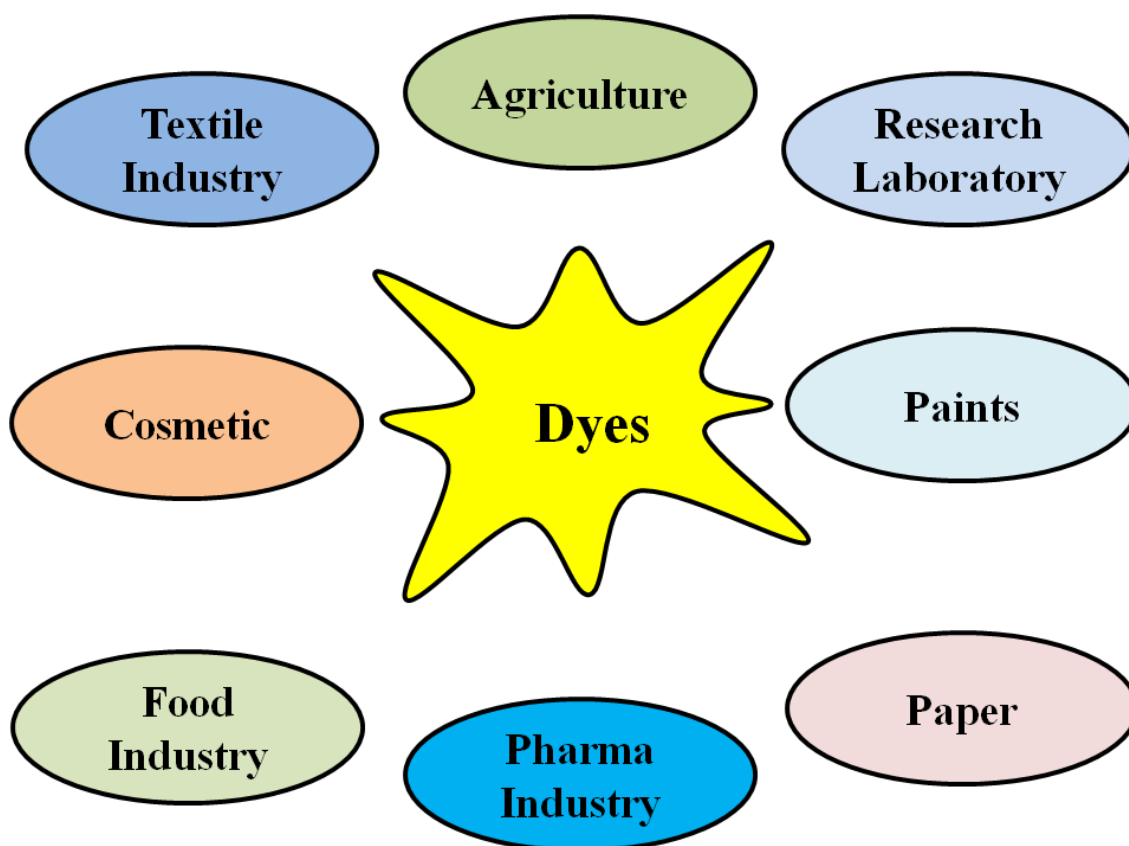 Agriculture
Textile
Industry
Research
Laboratory
Cosmetic
Dyes
Paints
Food
Industry
Pharma
Industry
Paper